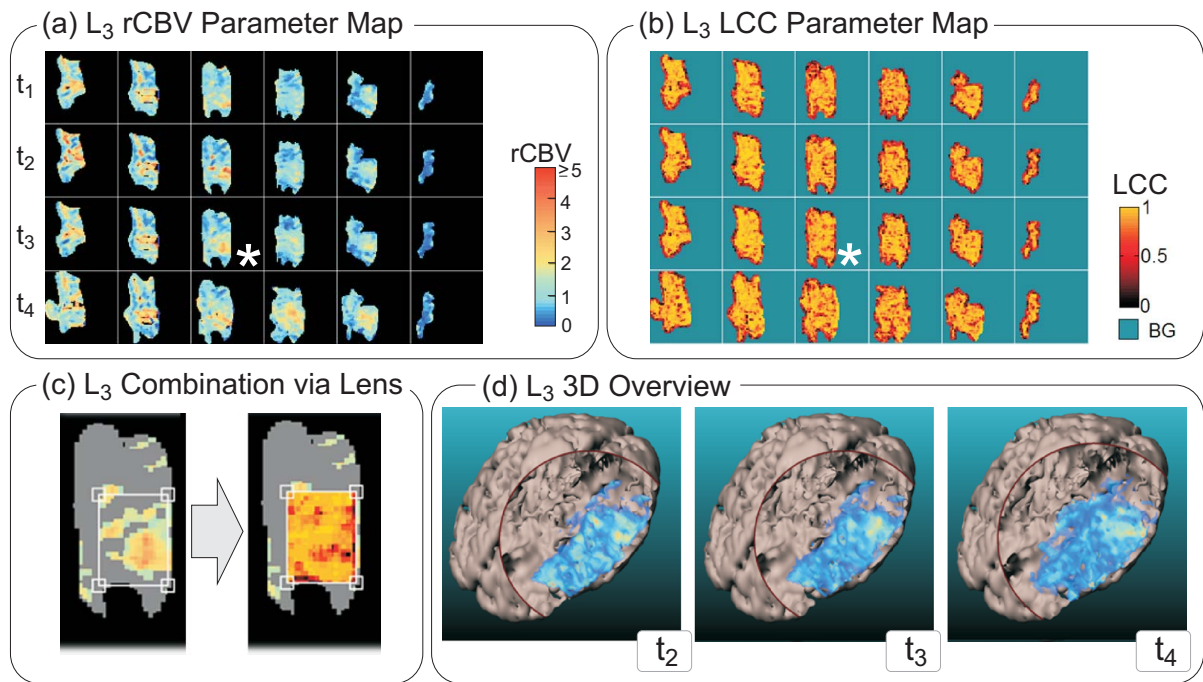 (a) L3 rCBV Parameter Map
t1
t2
t3
t4
*
rCBV
≥5
4
3
2
1
0
(b) L3 LCC Parameter Map
*
LCC
1
0.5
0
BG
(c) L3 Combination via Lens
(d) L3 3D Overview
t2
t3
t4